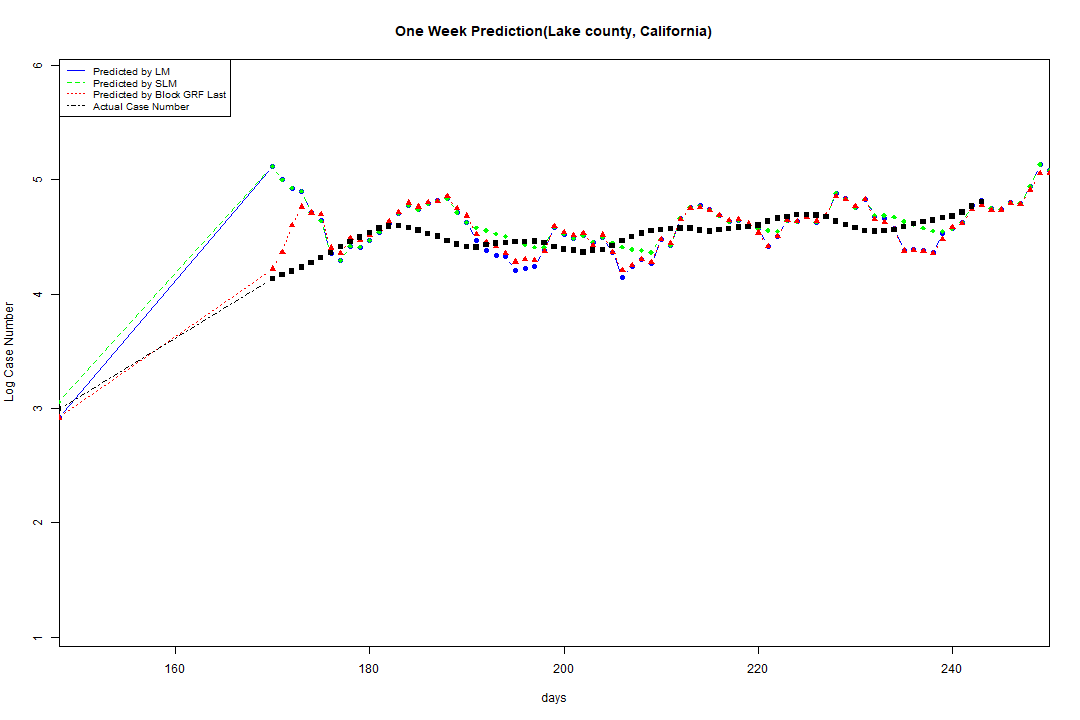 One Week Prediction(Lake county, California)
Predicted by LM
Predicted by SLM
Predicted by Block GRF Last
Actual Case Number
6
5
4
3
2
1
Log Case Number
160 180 200 220 240
days